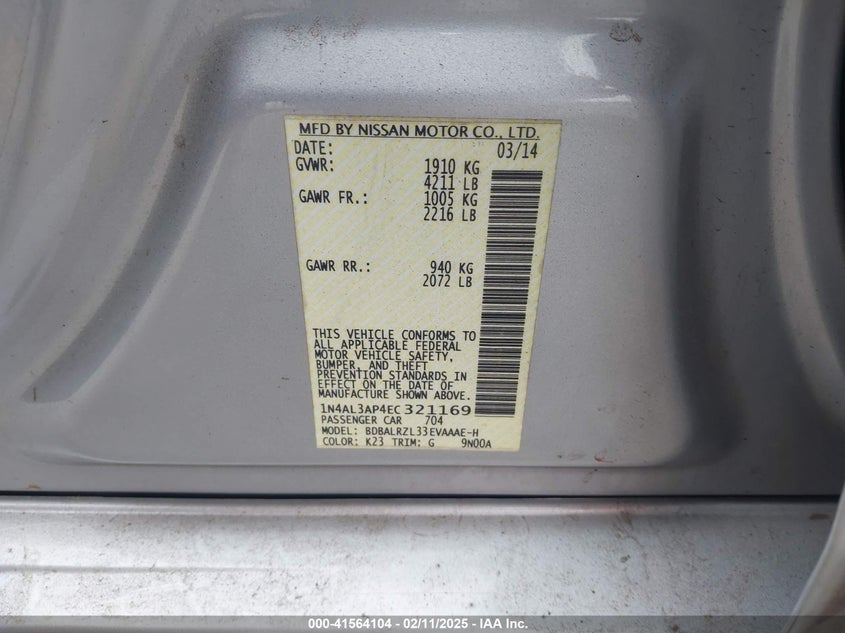 MFD BY NISSAN MOTOR CO., LTD.
DATE: 03/14
GVWR: 1910 KG
4211 LB
GAWR FR.: 1005 KG
2216 LB
GAWR RR.: 940 KG
2072 LB
THIS VEHICLE CONFORMS TO
ALL APPLICABLE FEDERAL
MOTOR VEHICLE SAFETY,
BUMPER, AND THEFT
PREVENTION STANDARDS IN
EFFECT ON THE DATE OF
MANUFACTURE SHOWN ABOVE.
1N4AL3AP4EC321169
PASSENGER CAR 704
MODEL: BDBALRZL33EVAAAE-H
COLOR: K23 TRIM: G 9N00A
000-41564104 - 02/11/2025 - IAA Inc.